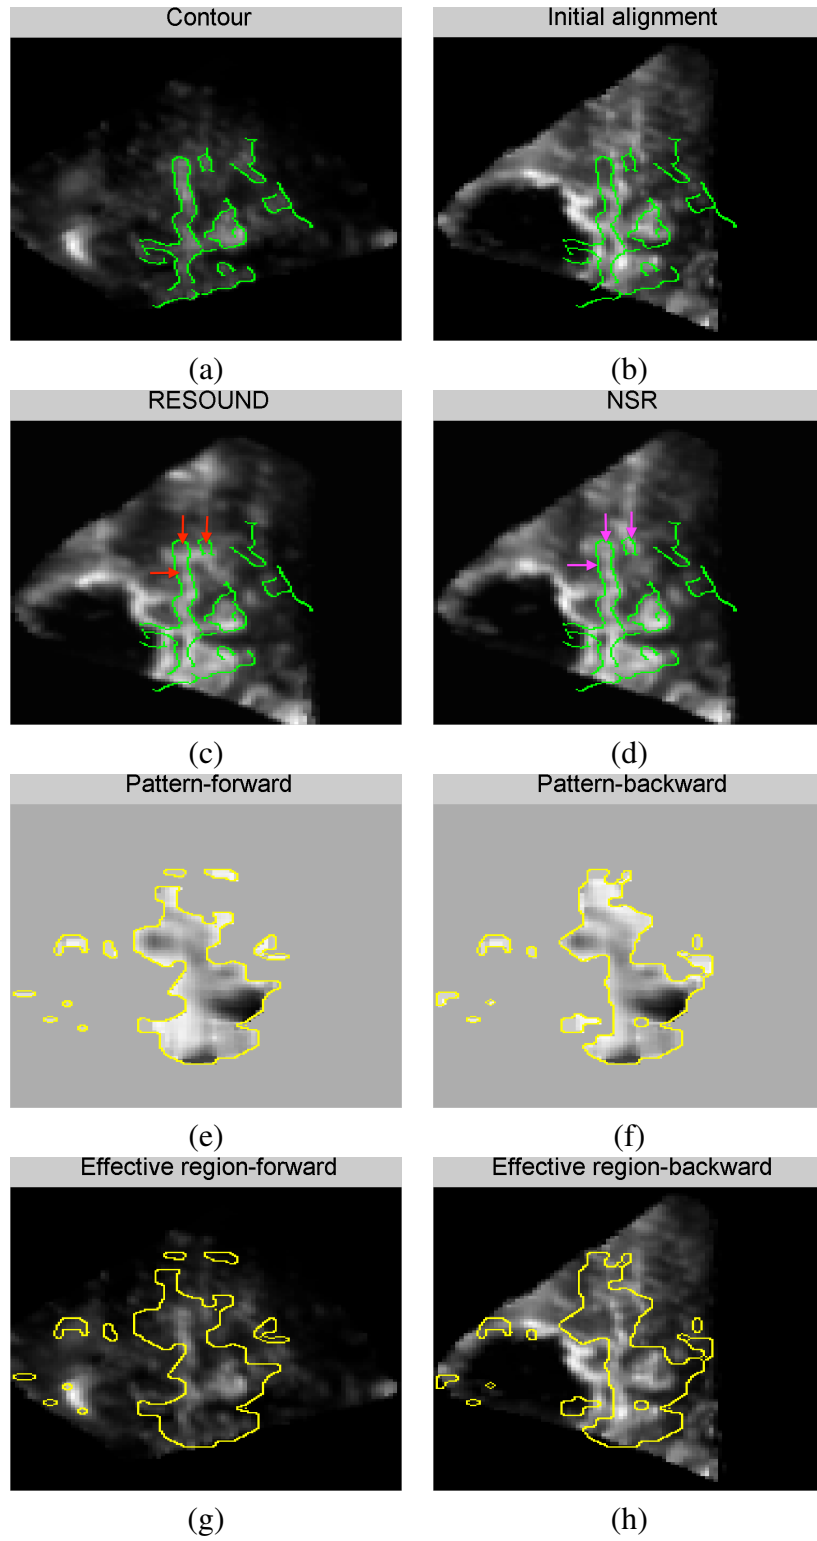 Contour
Initial alignment
(a)
(b)
RESOUND
NSR
(c)
(d)
Pattern-forward
Pattern-backward
(e)
(f)
Effective region-forward
Effective region-backward
(g)
(h)